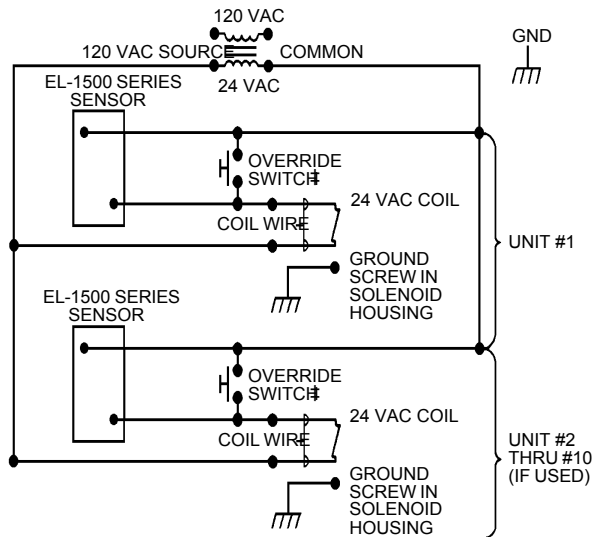 120 VAC
120 VAC SOURCE
COMMON
GND
24 VAC
EL-1500 SERIES
SENSOR
OVERRIDE
SWITCH‡
24 VAC COIL
COIL WIRE
UNIT #1
GROUND
SCREW IN
SOLENOID
HOUSING
EL-1500 SERIES
SENSOR
OVERRIDE
SWITCH‡
24 VAC COIL
COIL WIRE
UNIT #2
THRU #10
(IF USED)
GROUND
SCREW IN
SOLENOID
HOUSING